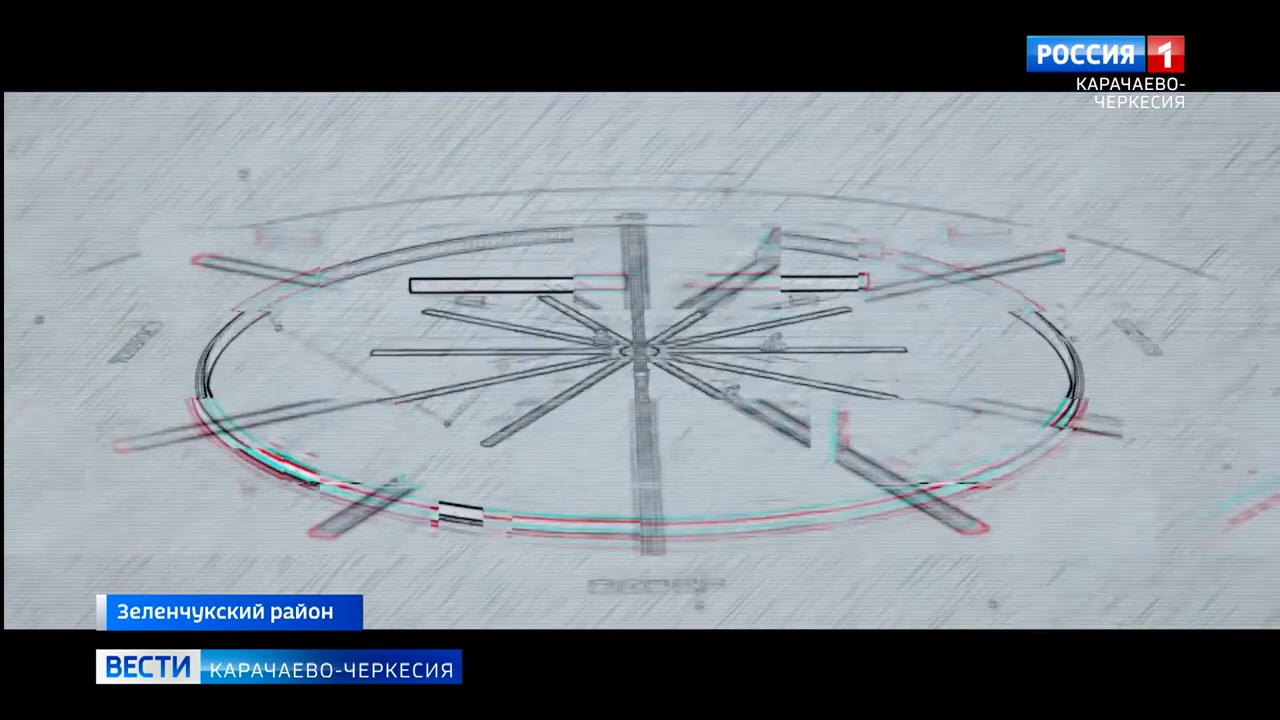 РОССИЯ 1
КАРАЧАЕВО-
ЧЕРКЕСИЯ
Зеленчукский район
ВЕСТИ КАРАЧАЕВО-ЧЕРКЕСИЯ